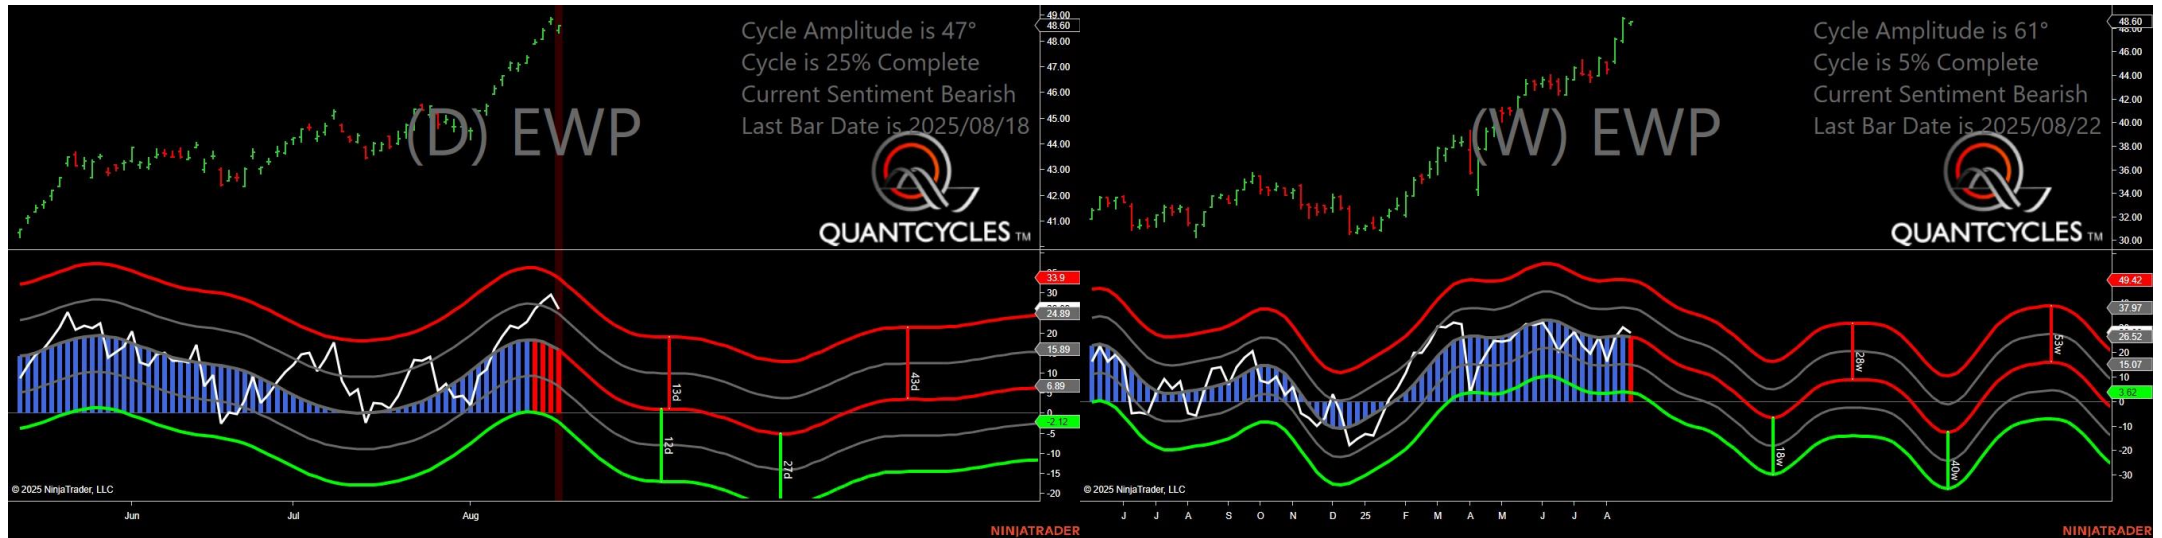 Cycle Amplitude is 47°
Cycle is 25% Complete
Current Sentiment Bearish
Last Bar Date is 2025/08/18
(D) EWP
QUANTCYCLES TM
49.00
48.60
48.00
47.00
46.00
45.00
44.00
43.00
42.00
41.00
33.9
30
24.89
20
15.89
10
6.89
0
-2.12
-5
-10
-15
-20
13d
12d
27d
43d
© 2025 NinjaTrader, LLC
Jun
Jul
Aug
NINJATRADER
Cycle Amplitude is 61°
Cycle is 5% Complete
Current Sentiment Bearish
Last Bar Date is 2025/08/22
(W) EWP
QUANTCYCLES TM
48.60
48.00
46.00
44.00
42.00
40.00
38.00
36.00
34.00
32.00
30.00
49.42
37.97
26.52
20
15.07
10
3.62
0
-10
-20
-30
18w
28w
40w
53w
© 2025 NinjaTrader, LLC
J
J
A
S
O
N
D
25
F
M
A
M
J
J
A
NINJATRADER